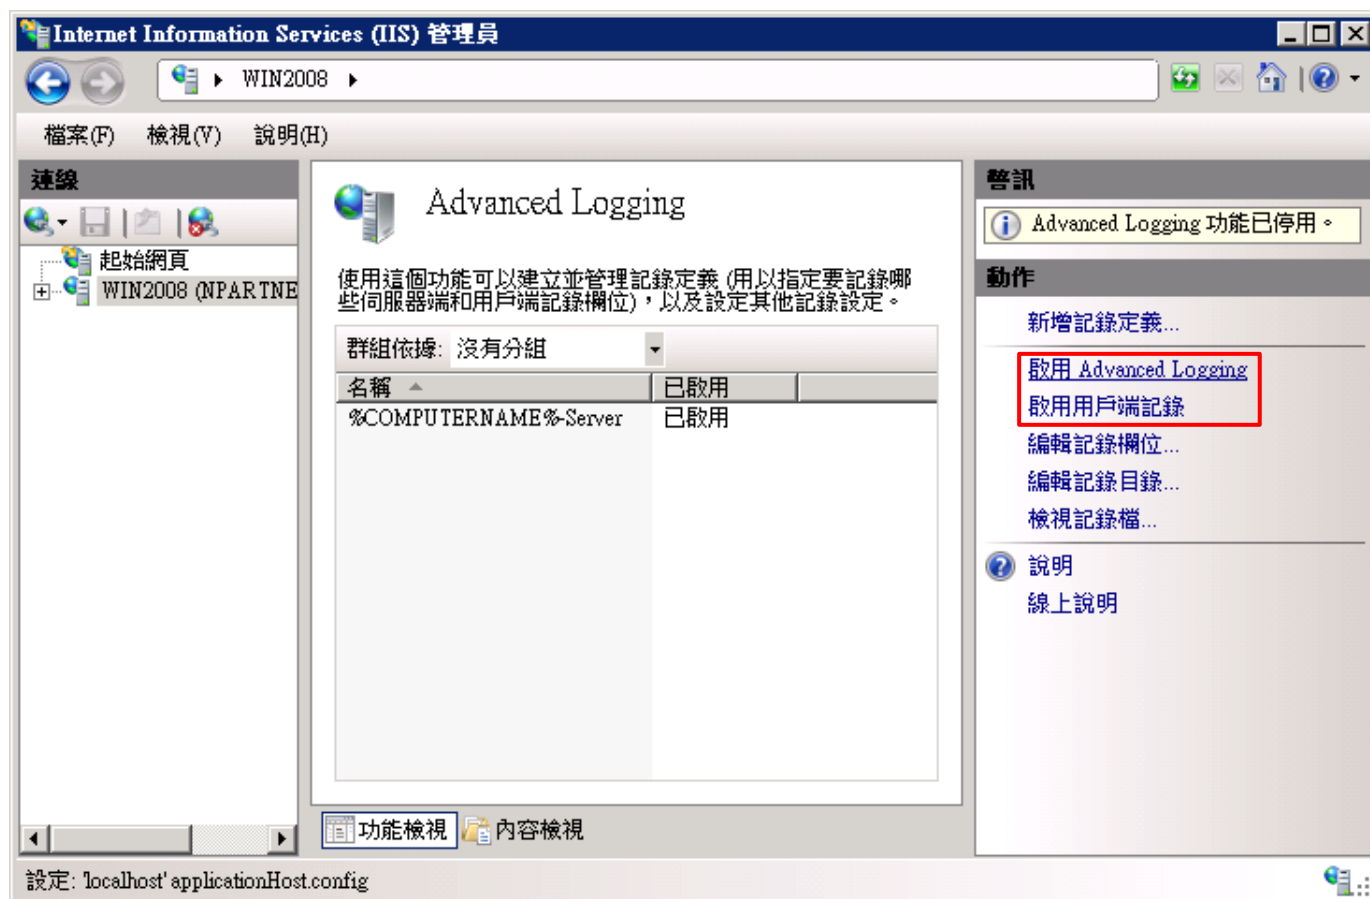 Internet Information Services (IIS) 管理員
WIN2008
檔案(F) 檢視(V) 說明(H)
連線
起始網頁
WIN2008 (NPARTNE
Advanced Logging
使用這個功能可以建立並管理記錄定義 (用以指定要記錄哪
些伺服器端和用戶端記錄欄位)，以及設定其他記錄設定。
群組依據: 沒有分組
名稱 已啟用
%COMPUTERNAME%-Server 已啟用
功能檢視 內容檢視
警訊
Advanced Logging 功能已停用。
動作
新增記錄定義...
啟用 Advanced Logging
啟用用戶端記錄
編輯記錄欄位...
編輯記錄目錄...
檢視記錄檔...
說明
線上說明
設定: 'localhost' applicationHost.config